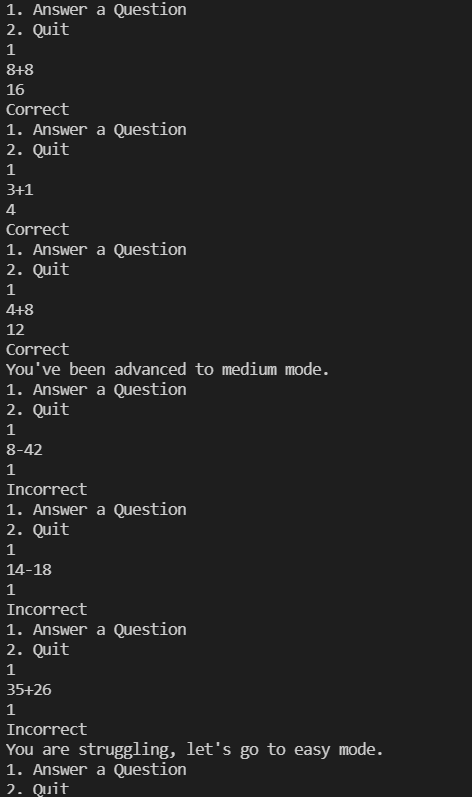 1. Answer a Question
2. Quit
1
8+8
16
Correct
1. Answer a Question
2. Quit
1
3+1
4
Correct
1. Answer a Question
2. Quit
1
4+8
12
Correct
You've been advanced to medium mode.
1. Answer a Question
2. Quit
1
8-42
1
Incorrect
1. Answer a Question
2. Quit
1
14-18
1
Incorrect
1. Answer a Question
2. Quit
1
35+26
1
Incorrect
You are struggling, let's go to easy mode.
1. Answer a Question
2. Quit